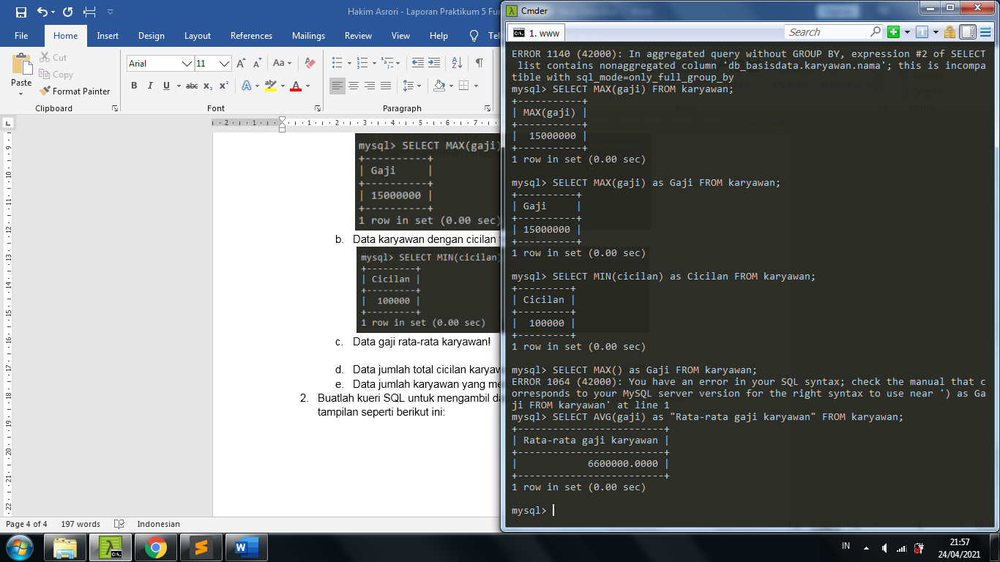 Hakim Asrori - Laporan Praktikum 5 Fur
File Home Insert Design Layout References Mailings Review View Help
Paste
Cut
Copy
Format Painter
Clipboard
Arial 11
B I U abc x₂ x²
Font
Paragraph
mysql> SELECT MAX(gaji)
+----------+
| Gaji     |
+----------+
| 15000000 |
+----------+
1 row in set (0.00 sec)
b. Data karyawan dengan cicilan
mysql> SELECT MIN(cicilan)
+---------+
| Cicilan |
+---------+
|  100000 |
+---------+
1 row in set (0.00 sec)
c. Data gaji rata-rata karyawan!
d. Data jumlah total cicilan karyaw
e. Data jumlah karyawan yang me
2. Buatlah kueri SQL untuk mengambil da
tampilan seperti berikut ini:
Page 4 of 4 197 words Indonesian
Cmder
1. www
Search
ERROR 1140 (42000): In aggregated query without GROUP BY, expression #2 of SELECT
 list contains nonaggregated column 'db_basisdata.karyawan.nama'; this is incompa
tible with sql_mode=only_full_group_by
mysql> SELECT MAX(gaji) FROM karyawan;
+-----------+
| MAX(gaji) |
+-----------+
|  15000000 |
+-----------+
1 row in set (0.00 sec)
mysql> SELECT MAX(gaji) as Gaji FROM karyawan;
+----------+
| Gaji     |
+----------+
| 15000000 |
+----------+
1 row in set (0.00 sec)
mysql> SELECT MIN(cicilan) as Cicilan FROM karyawan;
+---------+
| Cicilan |
+---------+
|  100000 |
+---------+
1 row in set (0.00 sec)
mysql> SELECT MAX() as Gaji FROM karyawan;
ERROR 1064 (42000): You have an error in your SQL syntax; check the manual that c
orresponds to your MySQL server version for the right syntax to use near ') as Ga
ji FROM karyawan' at line 1
mysql> SELECT AVG(gaji) as "Rata-rata gaji karyawan" FROM karyawan;
+-------------------------+
| Rata-rata gaji karyawan |
+-------------------------+
|            6600000.0000 |
+-------------------------+
1 row in set (0.00 sec)
mysql>
IN
21:57
24/04/2021